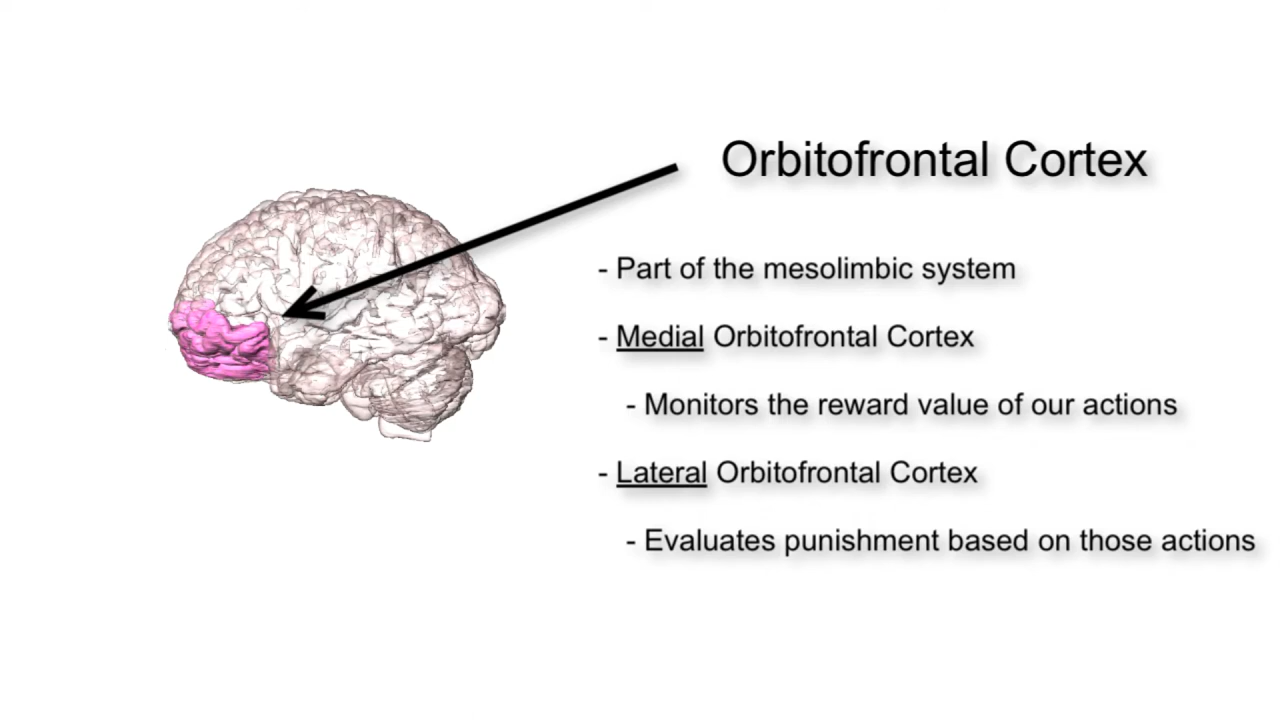 Orbitofrontal Cortex
- Part of the mesolimbic system
- Medial Orbitofrontal Cortex
- Monitors the reward value of our actions
- Lateral Orbitofrontal Cortex
- Evaluates punishment based on those actions